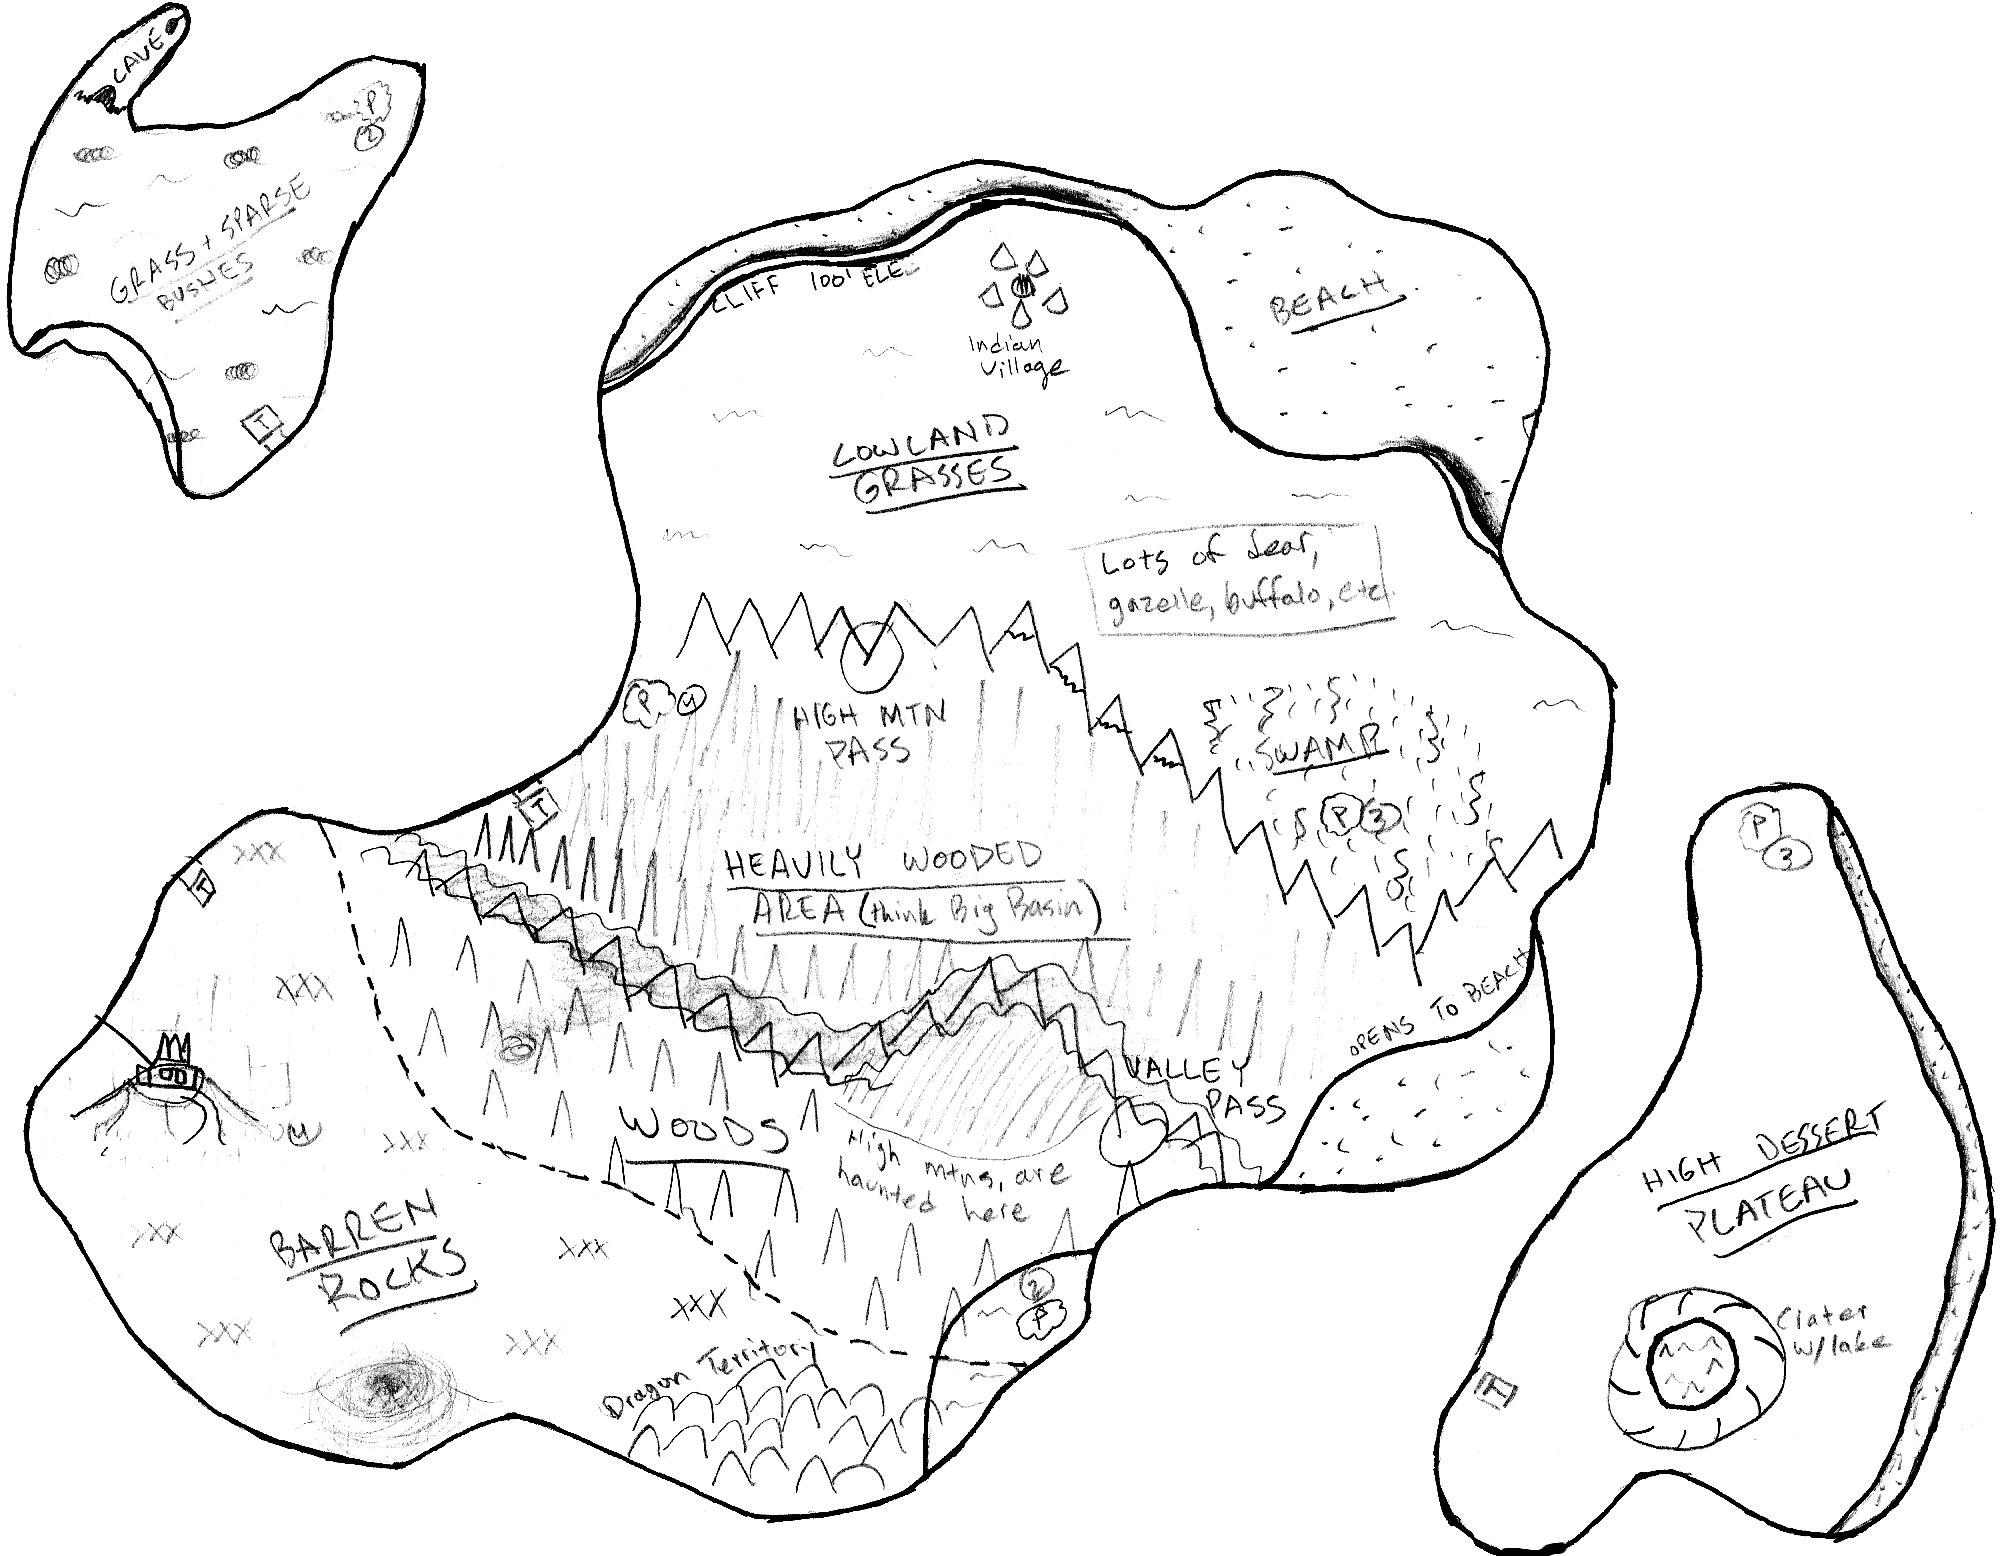 CAVE
P
2
GRASS + SPARSE
BUSHES
T
CLIFF 100' ELE
Indian
Village
BEACH
LOWLAND
GRASSES
Lots of dear,
gazelle, buffalo, etc.
P 4
HIGH MTN
PASS
SWAMP
P 3
T
HEAVILY WOODED
AREA (think Big Basin)
OPENS TO BEACH
VALLEY
PASS
T
WOODS
High mtns, are
haunted here
4
BARREN
ROCKS
XXX
XXX
XXX
XXX
XXX
XXX
XXX
XXX
Dragon Territory
2
P
P
3
HIGH DESSERT
PLATEAU
Clater
w/lake
T